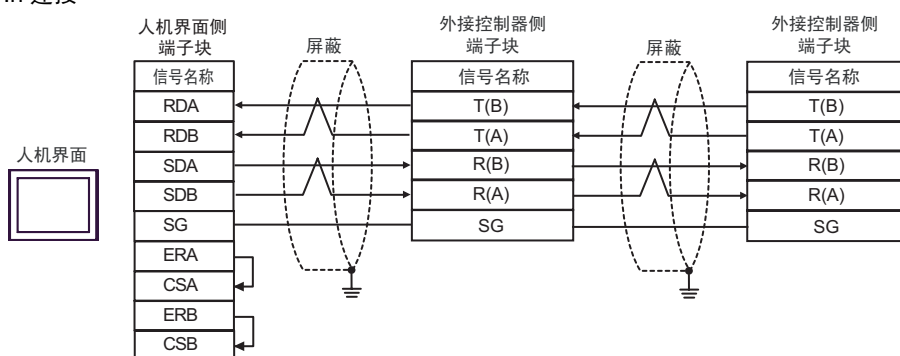 1:n 连接
人机界面侧
端子块
屏蔽
外接控制器侧
端子块
屏蔽
外接控制器侧
端子块
信号名称
信号名称
信号名称
RDA
T(B)
T(B)
RDB
T(A)
T(A)
人机界面
SDA
R(B)
R(B)
SDB
R(A)
R(A)
SG
SG
SG
ERA
CSA
ERB
CSB